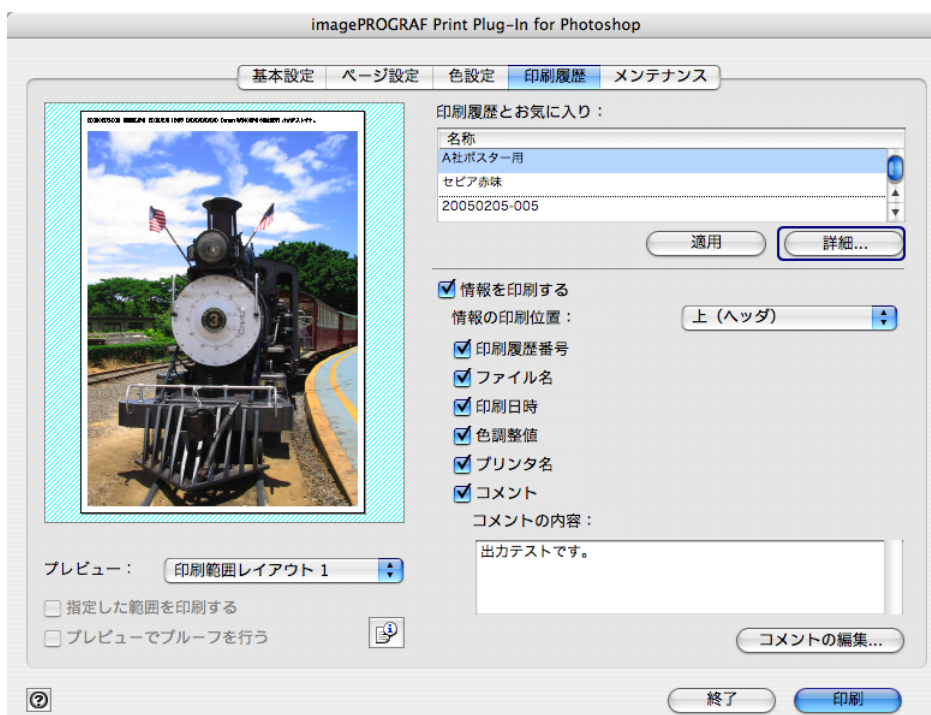 imagePROGRAF Print Plug-In for Photoshop
基本設定 ページ設定 色設定 印刷履歴 メンテナンス
印刷履歴とお気に入り：
名称
A社ポスター用
セピア赤味
20050205-005
適用 詳細...
情報を印刷する
情報の印刷位置： 上（ヘッダ）
印刷履歴番号
ファイル名
印刷日時
色調整値
プリンタ名
コメント
コメントの内容：
出力テストです。
コメントの編集...
3
プレビュー： 印刷範囲レイアウト 1
指定した範囲を印刷する
プレビューでプルーフを行う
終了 印刷